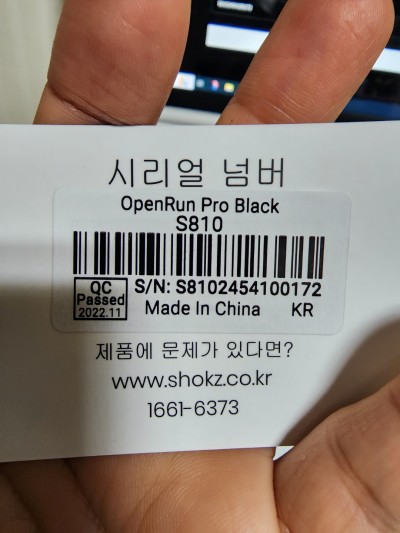 시리얼 넘버
OpenRun Pro Black
S810
QC
Passed
2022.11
S/N: S8102454100172
Made In China KR
제품에 문제가 있다면?
www.shokz.co.kr
1661-6373